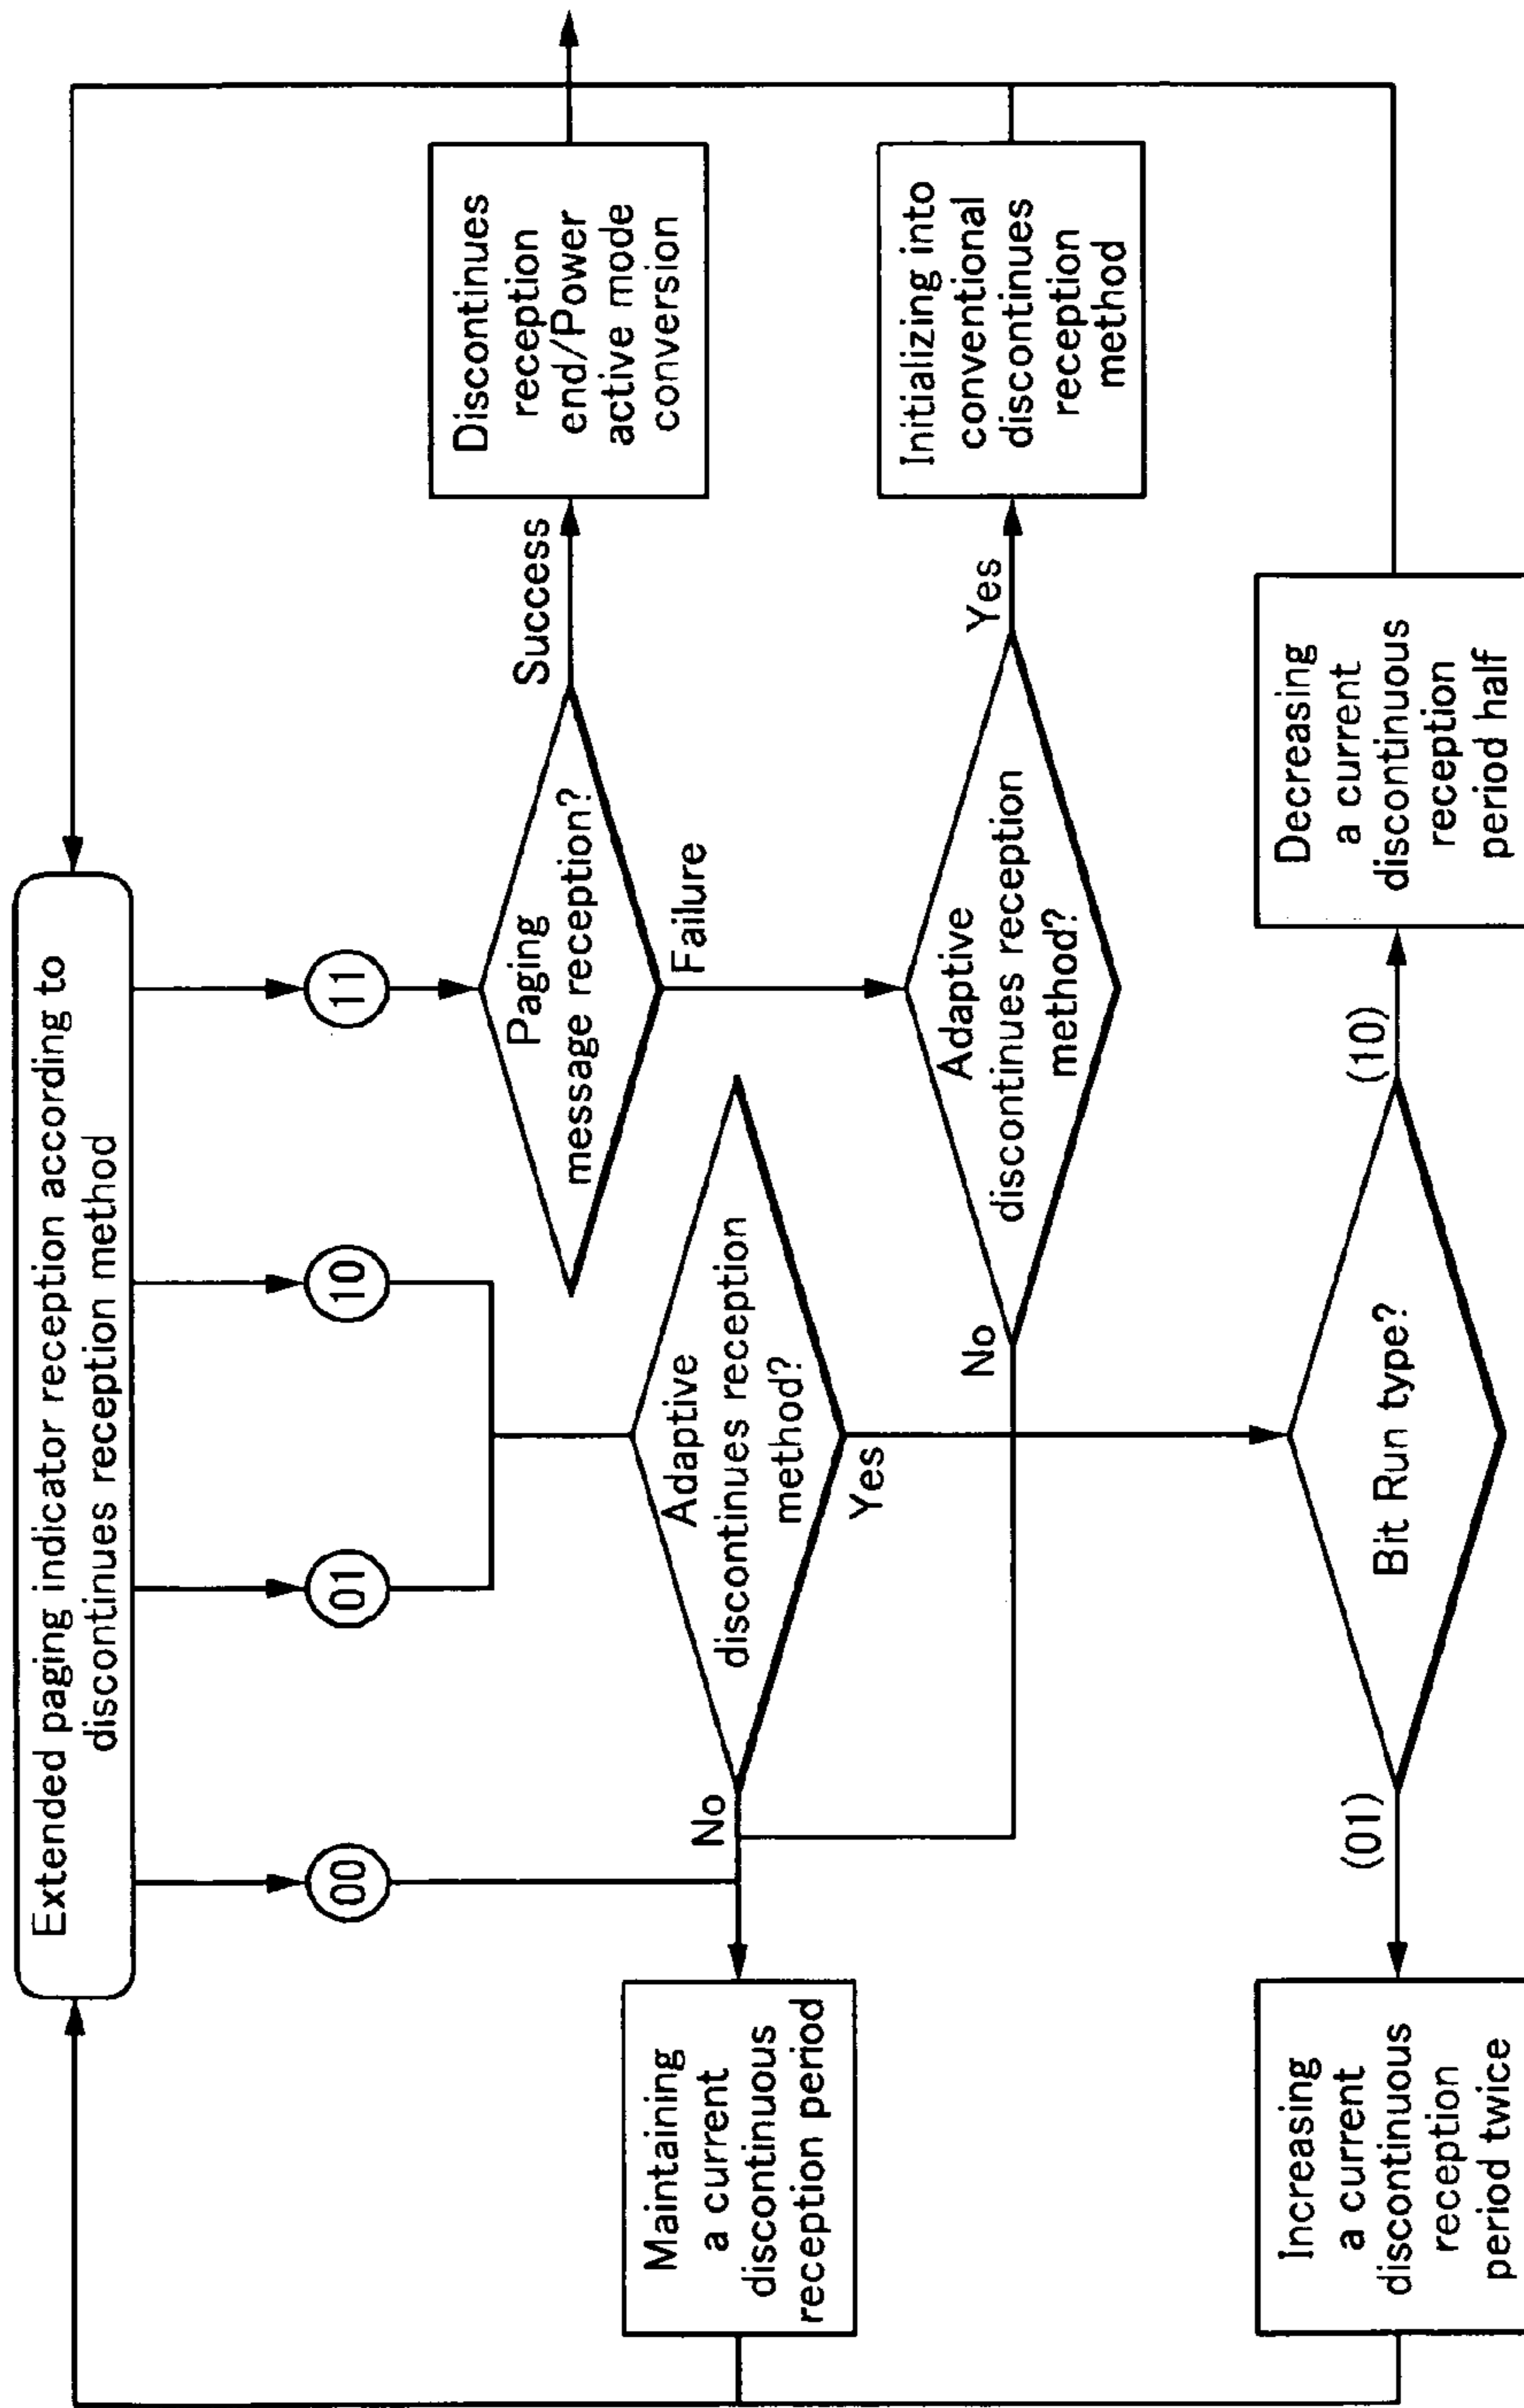 Extended paging indicator reception according to
discontinues reception method
00
01
10
11
Paging
message reception?
Success
Failure
Discontinues
reception
end/Power
active mode
conversion
Adaptive
discontinues reception
method?
No
Yes
Maintaining
a current
discontinuous
reception period
Adaptive
discontinues reception
method?
No
Yes
Initializing into
conventional
discontinues
reception
method
Bit Run type?
(01)
(10)
Increasing
a current
discontinuous
reception
period twice
Decreasing
a current
discontinuous
reception
period half